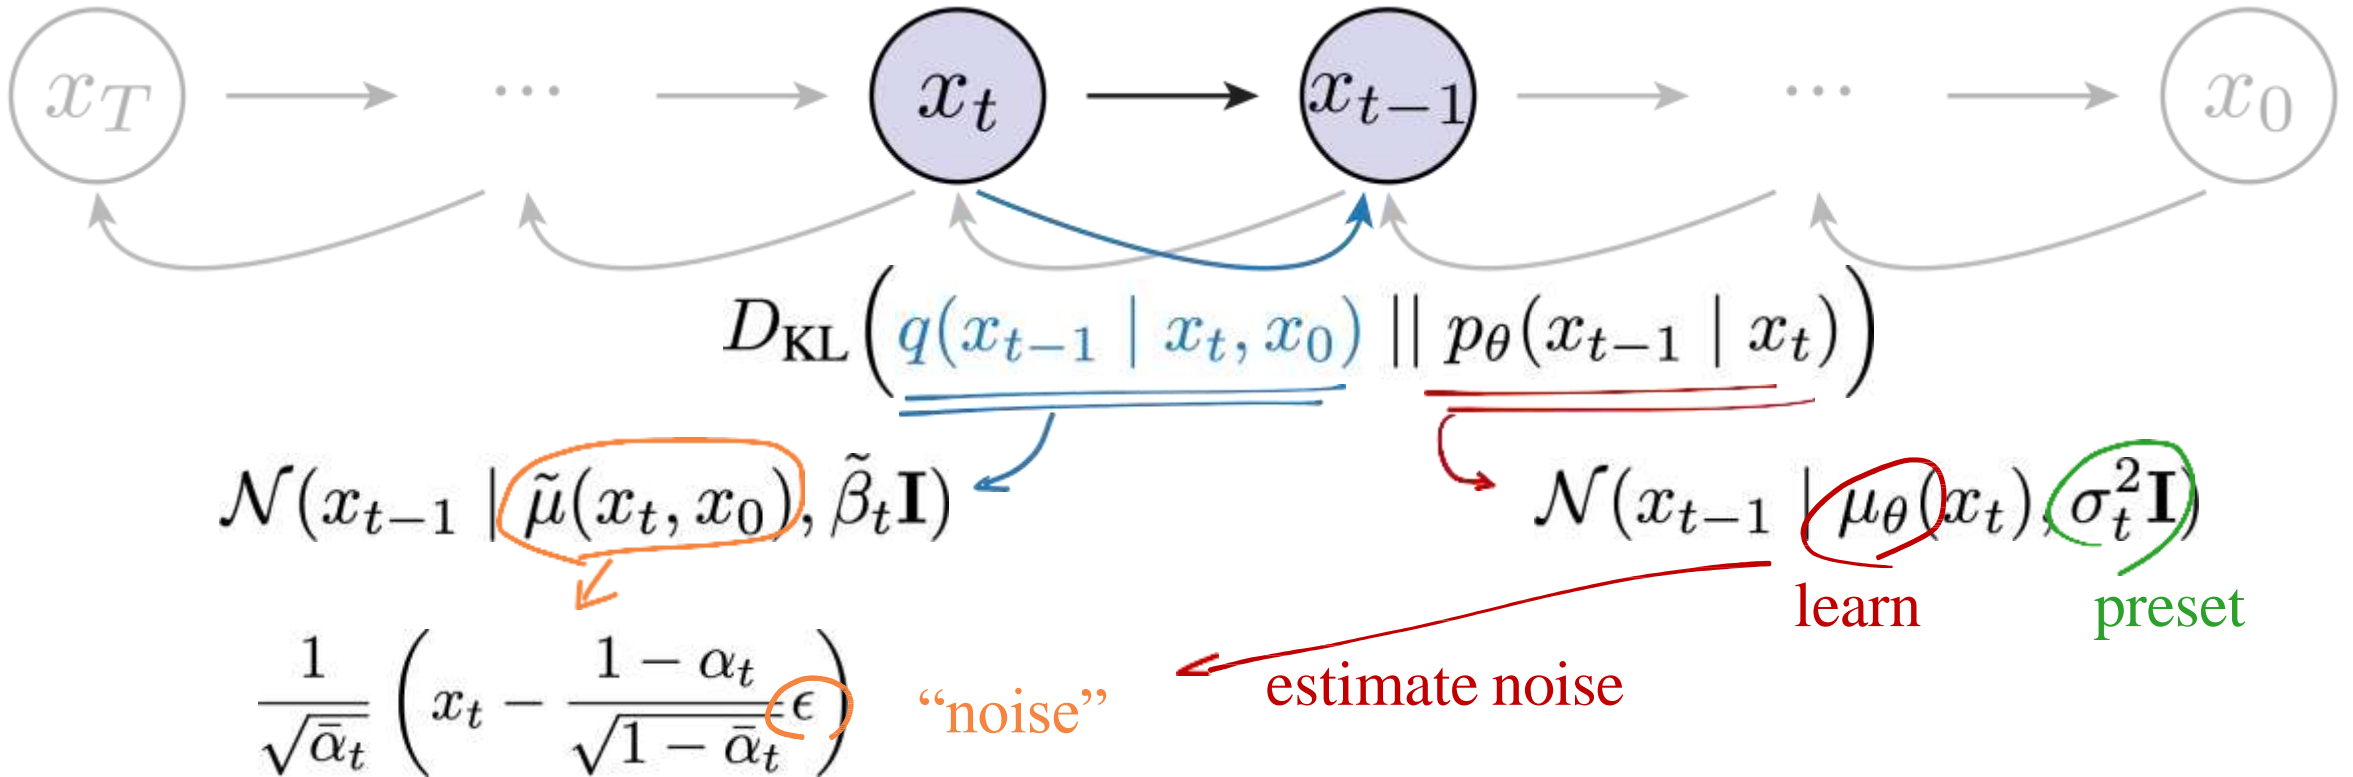 x_T ··· x_t x_{t−1} ··· x_0
D_KL ( q(x_{t−1} | x_t, x_0) || p_θ(x_{t−1} | x_t) )
𝒩(x_{t−1} | μ̃(x_t, x_0), β̃_t I) 𝒩(x_{t−1} | μ_θ(x_t), σ_t^2 I)
learn preset
1/√ᾱ_t ( x_t − (1 − α_t)/√(1 − ᾱ_t) ϵ ) “noise” estimate noise